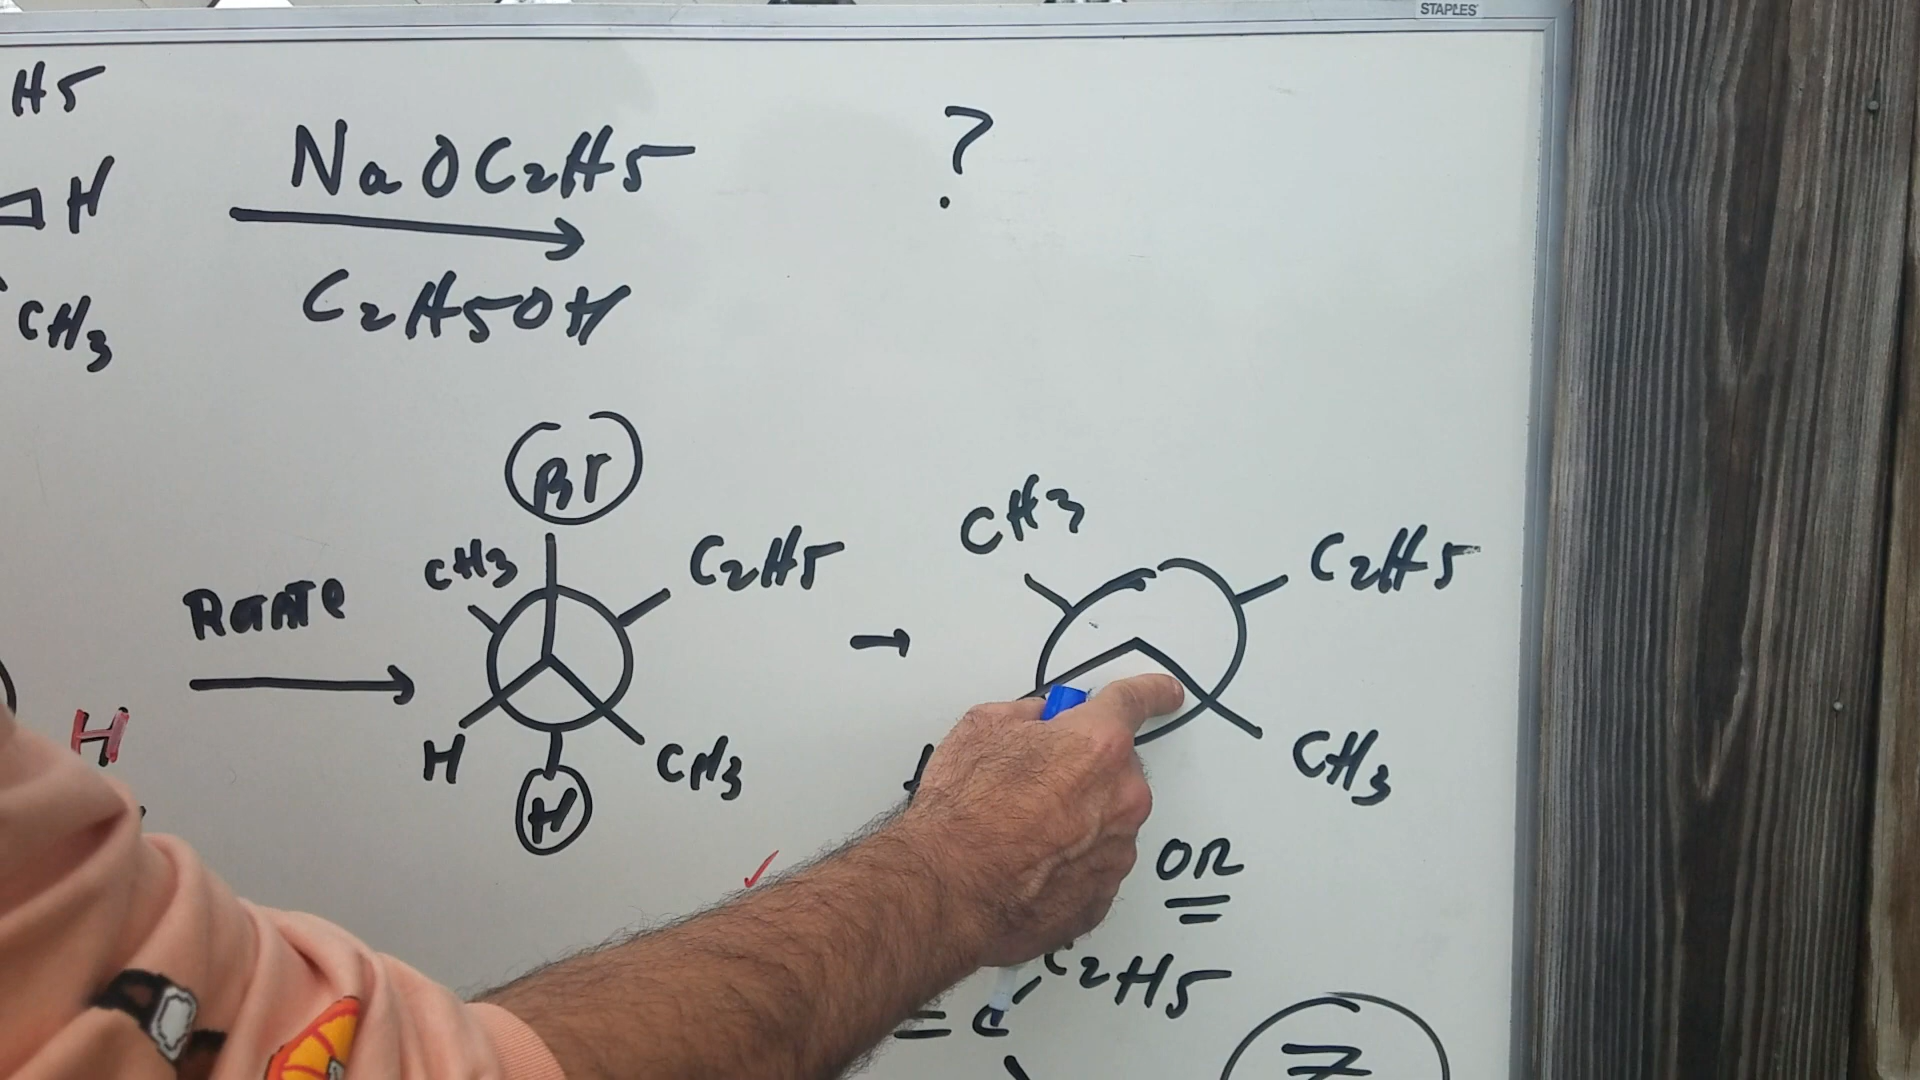 STAPLES
H5
H
CH3
NaOC2H5
C2H5OH
?
ROTATE
Br
CH3
C2H5
H
CH3
H
CH3
C2H5
CH3
H
OR
C2H5
= C
Z